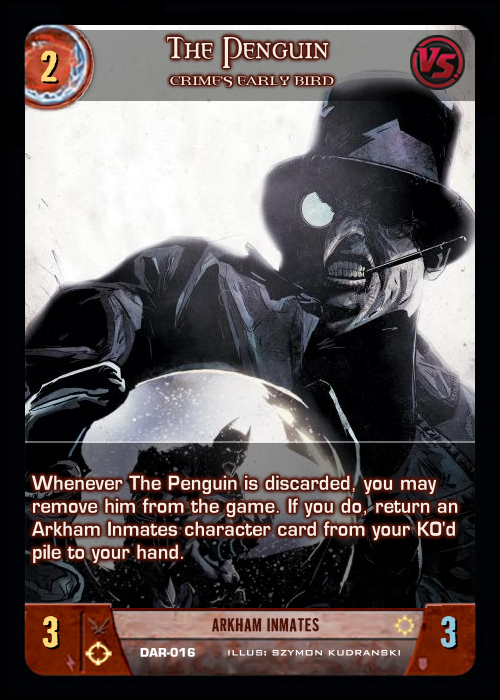 2
The Penguin
VS.
Crime's Early Bird
Whenever The Penguin is discarded, you may
remove him from the game. If you do, return an
Arkham Inmates character card from your KO'd
pile to your hand.
3
ARKHAM INMATES
3
DAR-016 ILLUS: SZYMON KUDRANSKI